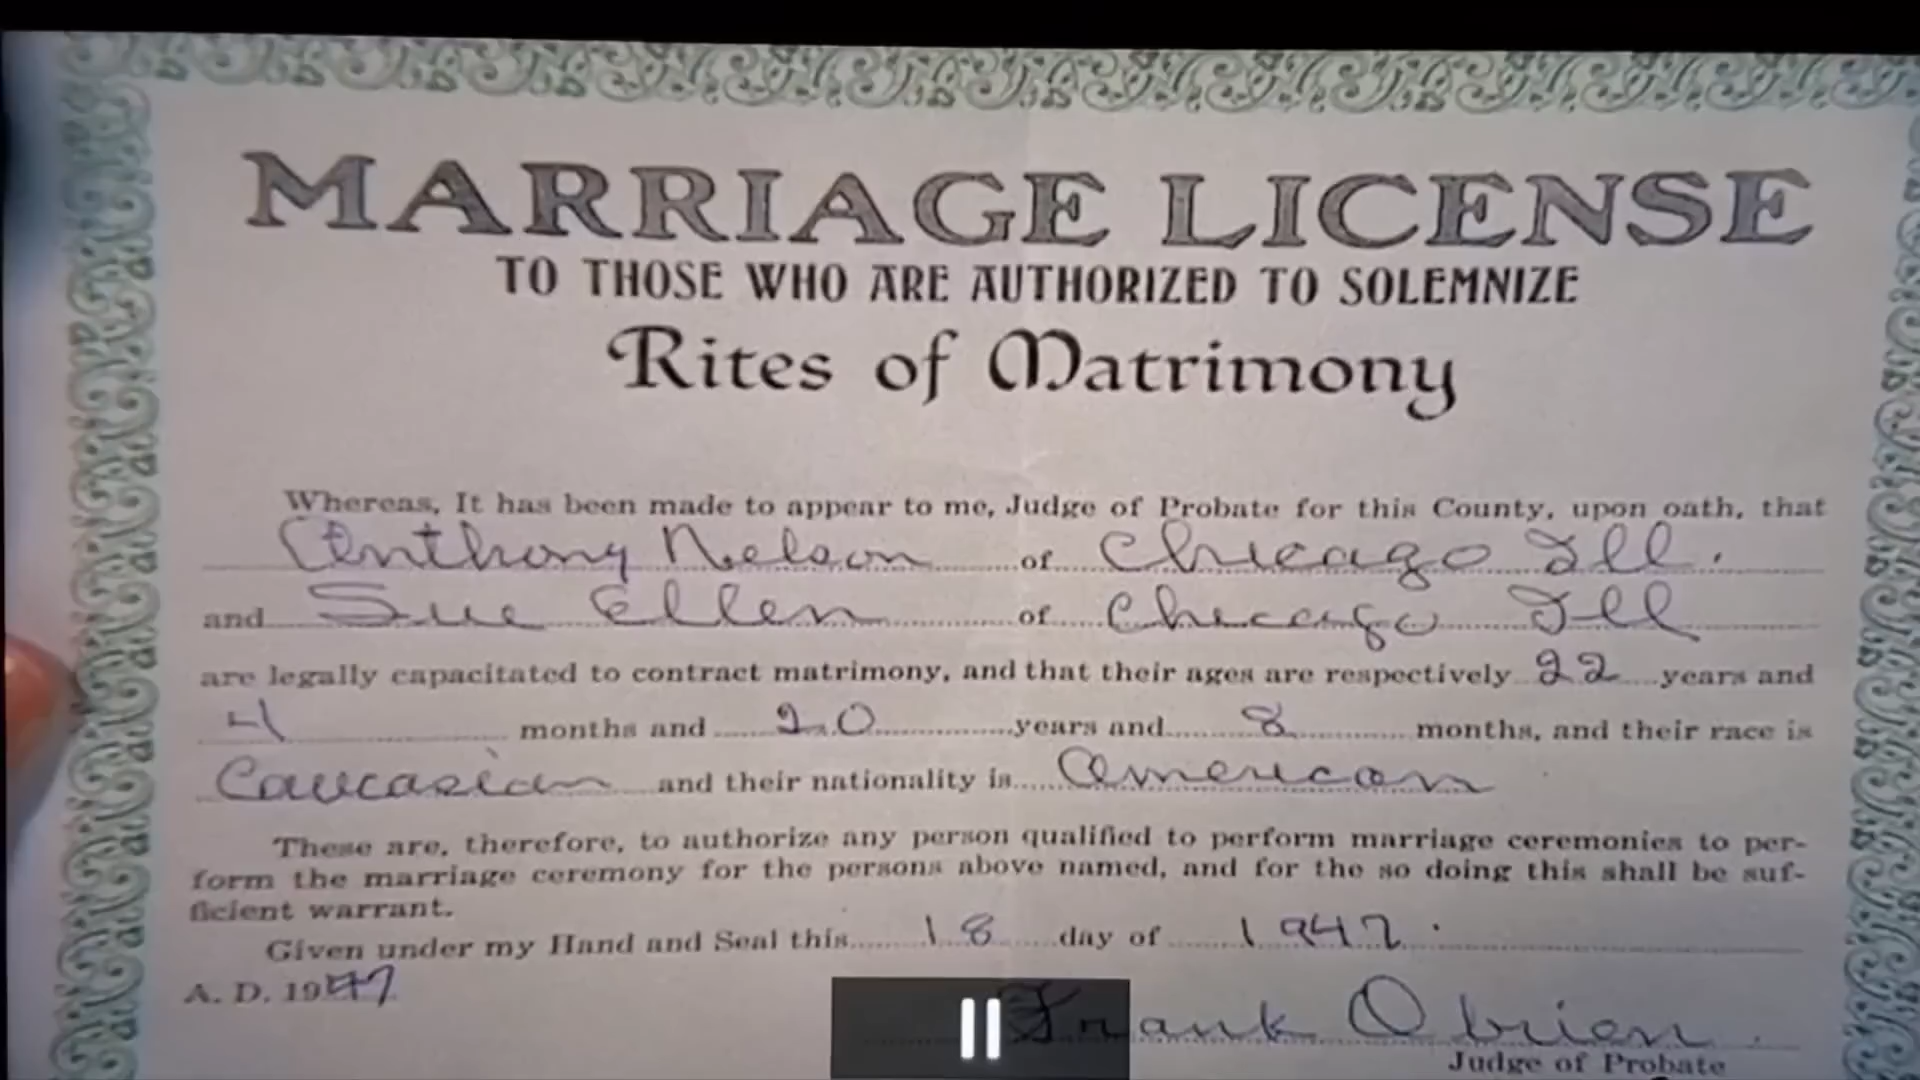 MARRIAGE LICENSE
TO THOSE WHO ARE AUTHORIZED TO SOLEMNIZE
Rites of Matrimony
Whereas, It has been made to appear to me, Judge of Probate for this County, upon oath, that
Anthony Nelson of Chicago Ill.
and Sue Ellen of Chicago Ill
are legally capacitated to contract matrimony, and that their ages are respectively 22 years and
4 months and 20 years and 8 months, and their race is
Caucasian and their nationality is American
These are, therefore, to authorize any person qualified to perform marriage ceremonies to per-
form the marriage ceremony for the persons above named, and for the so doing this shall be suf-
ficient warrant.
Given under my Hand and Seal this 18 day of 1947.
A. D. 1947
Frank Obrien
Judge of Probate